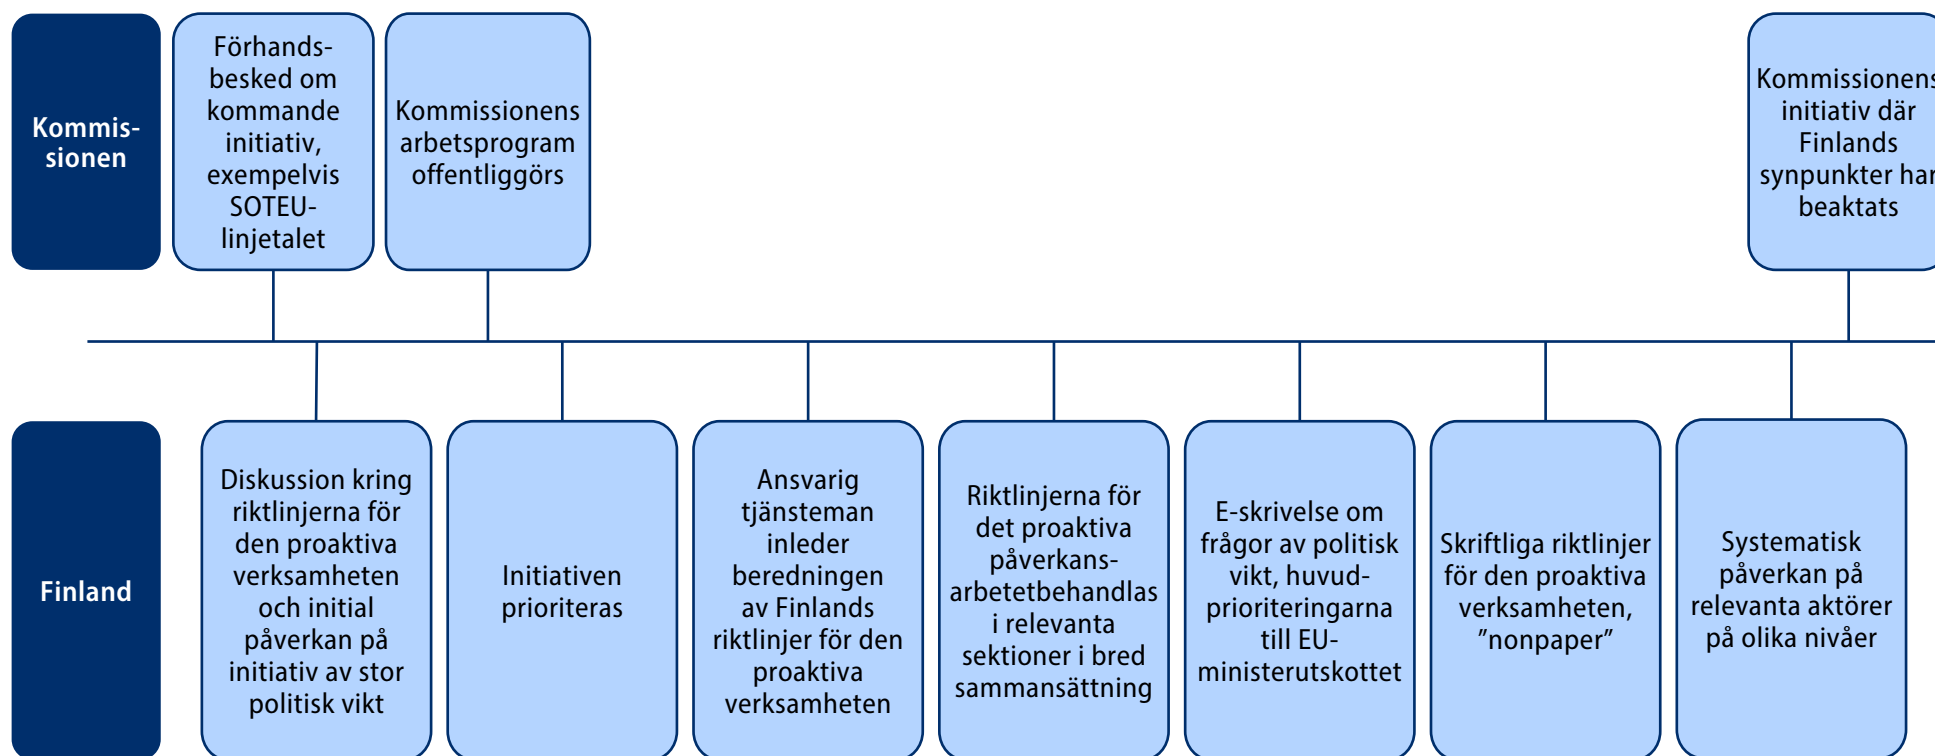 Kommis-
sionen
Förhands-
besked om
kommande
initiativ,
exempelvis
SOTEU-
linjetalet
Kommissionens
arbetsprogram
offentliggörs
Kommissionens
initiativ där
Finlands
synpunkter har
beaktats
Finland
Diskussion kring
riktlinjerna för
den proaktiva
verksamheten
och initial
påverkan på
initiativ av stor
politisk vikt
Initiativen
prioriteras
Ansvarig
tjänsteman
inleder
beredningen
av Finlands
riktlinjer för den
proaktiva
verksamheten
Riktlinjerna för
det proaktiva
påverkans-
arbetetbehandlas
i relevanta
sektioner i bred
sammansättning
E-skrivelse om
frågor av politisk
vikt, huvud-
prioriteringarna
till EU-
ministerutskottet
Skriftliga riktlinjer
för den proaktiva
verksamheten,
”nonpaper”
Systematisk
påverkan på
relevanta aktörer
på olika nivåer